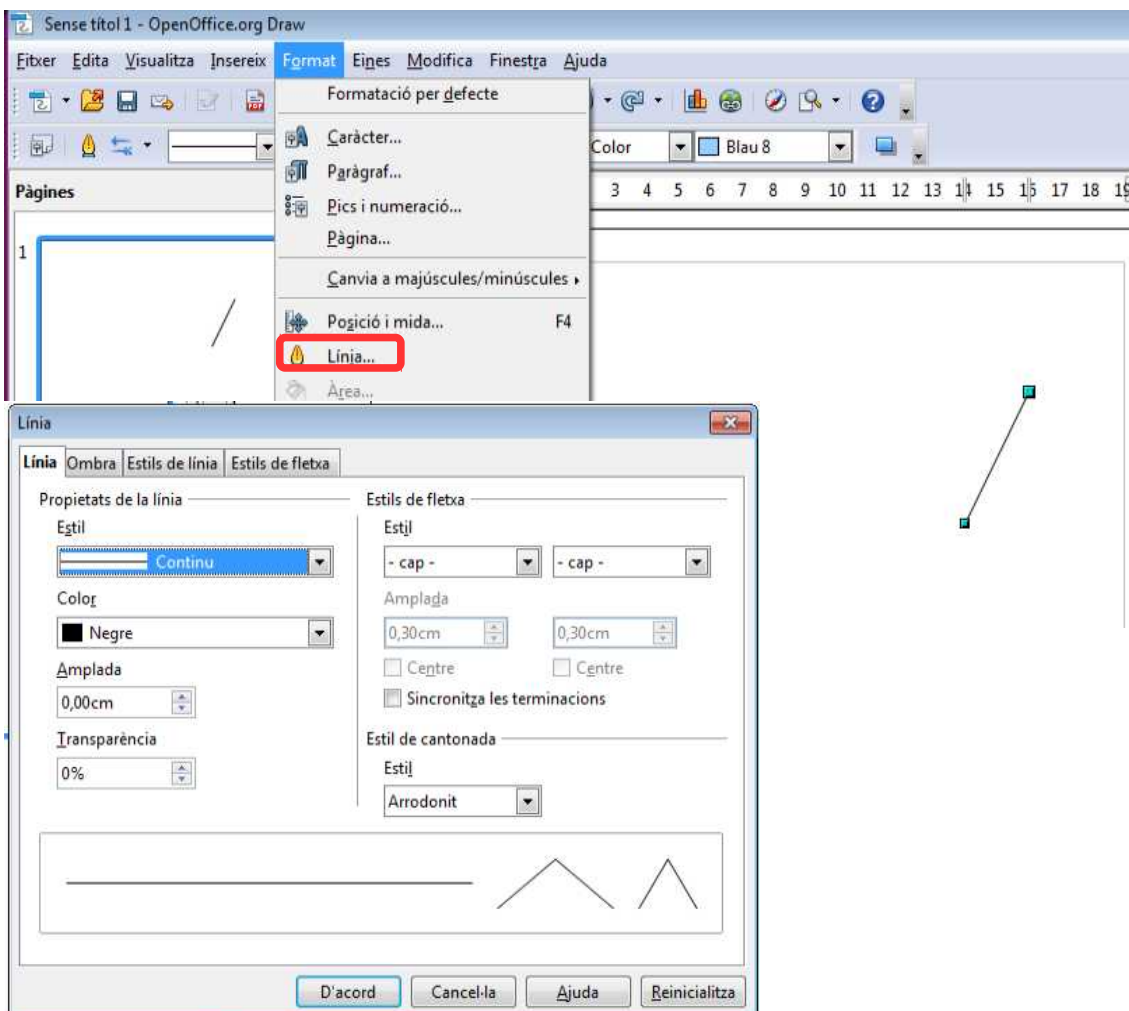 Sense títol 1 - OpenOffice.org Draw
Fitxer Edita Visualitza Insereix Format Eines Modifica Finestra Ajuda
Formatació per defecte
Caràcter...
Color Blau 8
Paràgraf...
Pàgines
3 4 5 6 7 8 9 10 11 12 13 14 15 16 17 18 19
Pics i numeració...
Pàgina...
1
Canvia a majúscules/minúscules
Posició i mida... F4
Línia...
Àrea...
Línia
Línia Ombra Estils de línia Estils de fletxa
Propietats de la línia
Estil
Continu
Color
Negre
Amplada
0,00cm
Transparència
0%
Estils de fletxa
Estil
- cap - - cap -
Amplada
0,30cm 0,30cm
Centre Centre
Sincronitza les terminacions
Estil de cantonada
Estil
Arrodonit
D'acord Cancel·la Ajuda Reinicialitza